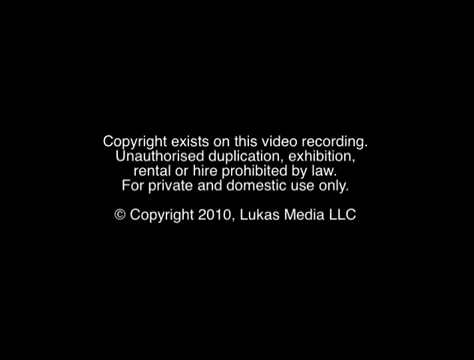 Copyright exists on this video recording.
Unauthorised duplication, exhibition,
rental or hire prohibited by law.
For private and domestic use only.
© Copyright 2010, Lukas Media LLC